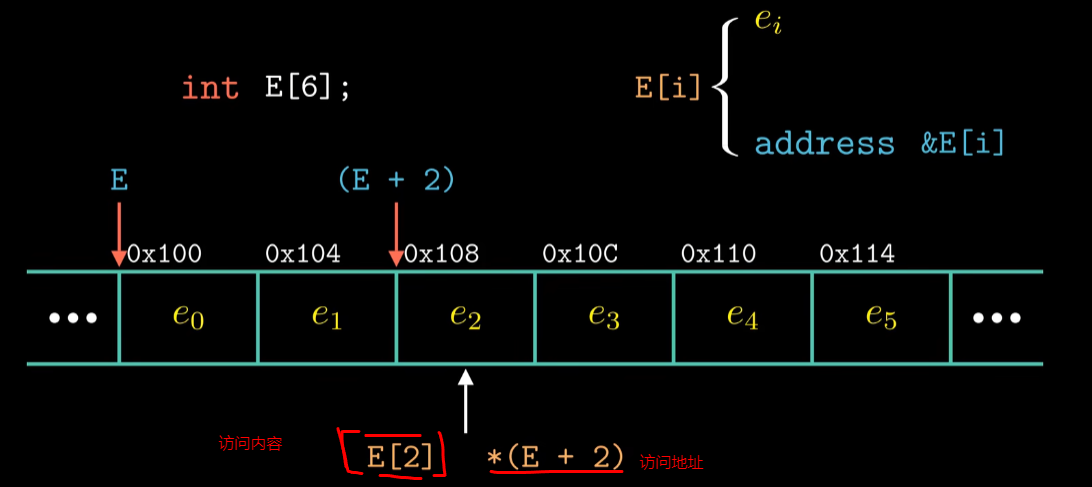 e_i
int E[6];
E[i]
address &E[i]
E (E + 2)
0x100 0x104 0x108 0x10C 0x110 0x114
••• e_0 e_1 e_2 e_3 e_4 e_5 •••
访问内容 E[2] *(E + 2) 访问地址